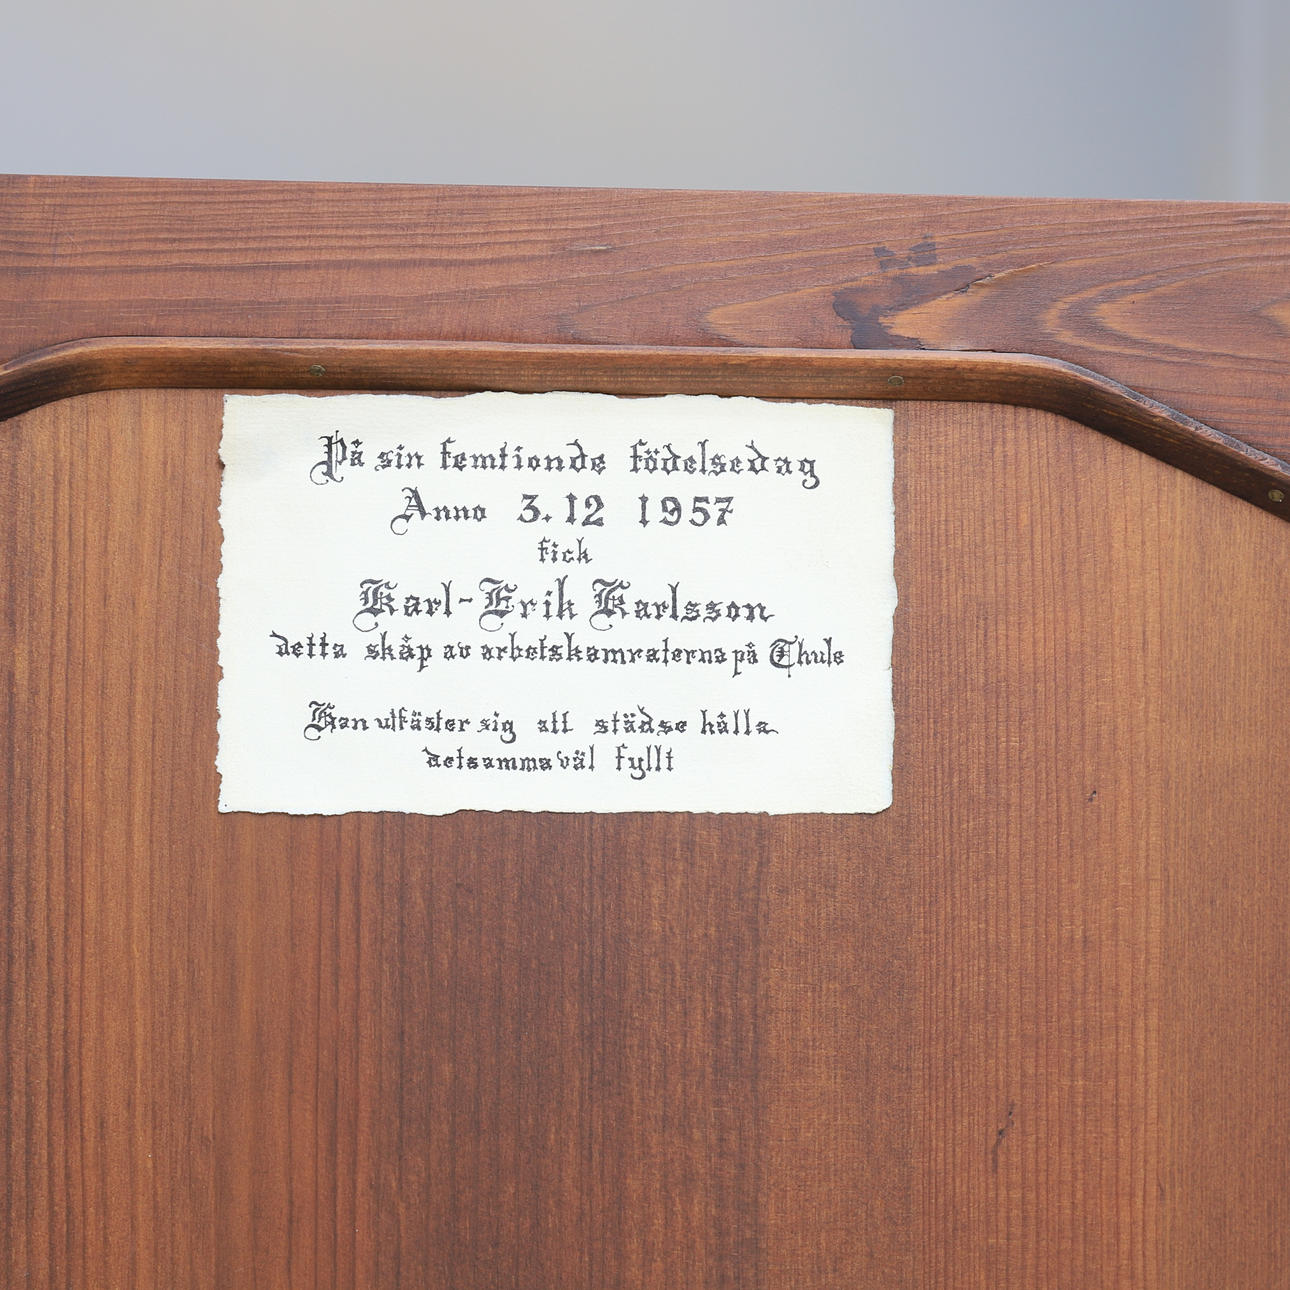 På sin femtionde födelsedag
Anno 3.12 1957
fick
Karl-Erik Karlsson
detta skåp av arbetskamraterna på Thule
Han utfäster sig att städse hålla
detsamma väl fyllt